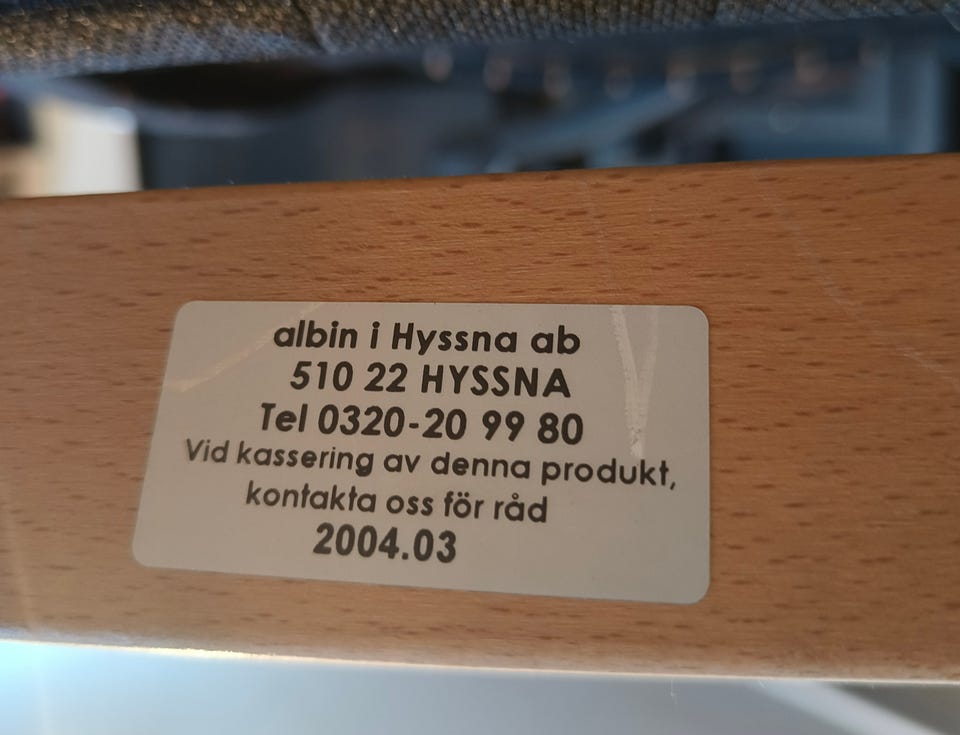 albin i Hyssna ab
510 22 HYSSNA
Tel 0320-20 99 80
Vid kassering av denna produkt,
kontakta oss för råd
2004.03